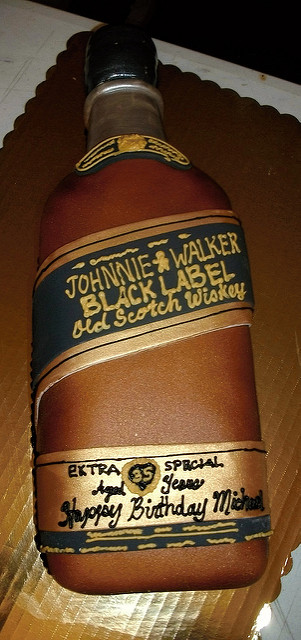 JOHNNIE WALKER
BLACK LABEL
Old Scotch Wiskey
EXTRA 35 SPECIAL
Aged Years
Happy Birthday Michael